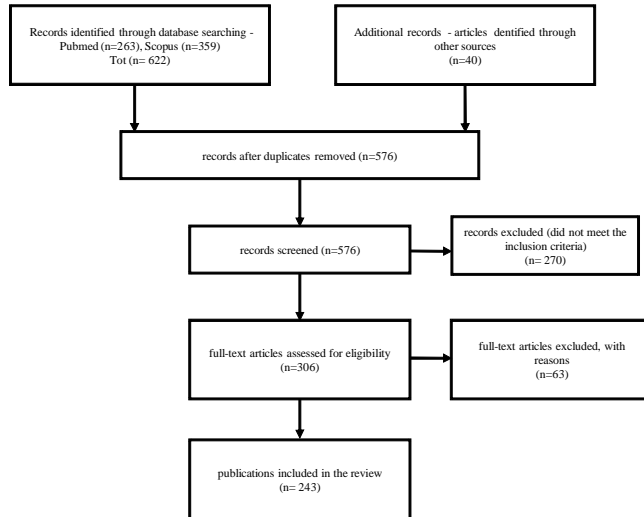 Records identified through database searching -
Pubmed (n=263), Scopus (n=359)
Tot (n= 622)
Additional records - articles dentified through
other sources
(n=40)
records after duplicates removed (n=576)
records screened (n=576)
records excluded (did not meet the
inclusion criteria)
(n= 270)
full-text articles assessed for eligibility
(n=306)
full-text articles excluded, with
reasons
(n=63)
publications included in the review
(n= 243)